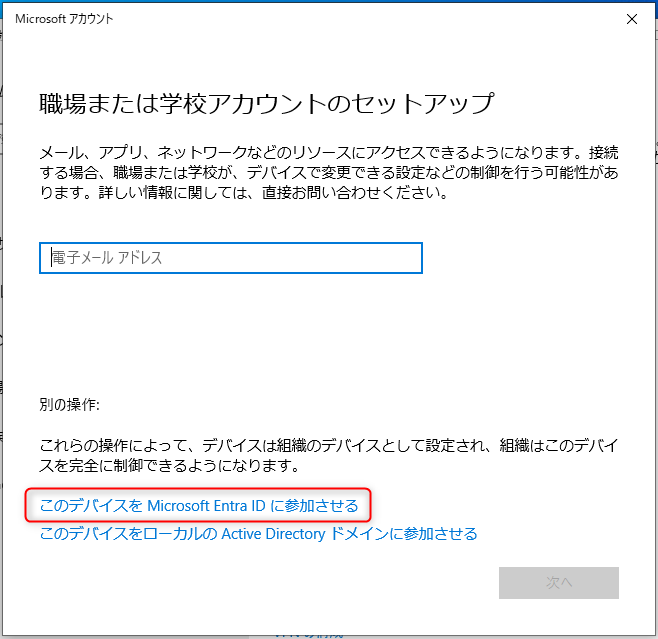 Microsoft アカウント
職場または学校アカウントのセットアップ
メール、アプリ、ネットワークなどのリソースにアクセスできるようになります。接続
する場合、職場または学校が、デバイスで変更できる設定などの制御を行う可能性があ
ります。詳しい情報に関しては、直接お問い合わせください。
電子メール アドレス
別の操作:
これらの操作によって、デバイスは組織のデバイスとして設定され、組織はこのデバイ
スを完全に制御できるようになります。
このデバイスを Microsoft Entra ID に参加させる
このデバイスをローカルの Active Directory ドメインに参加させる
次へ